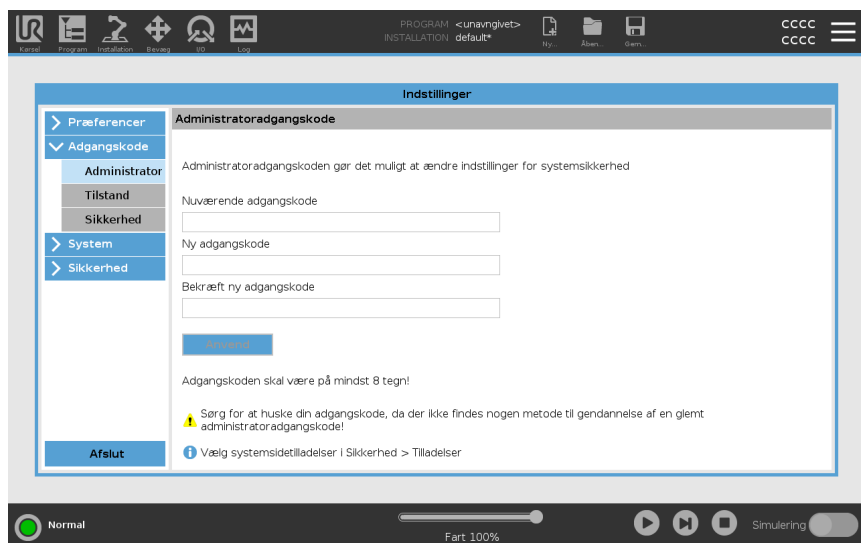 UR
PROGRAM <unavngivet>
INSTALLATION default*
CCCC
CCCC
Kørsel Program Installation Bevæg I/O Log Ny... Åben... Gem...
Indstillinger
Præferencer
Adgangskode
Administrator
Tilstand
Sikkerhed
System
Sikkerhed
Afslut
Administratoradgangskode
Administratoradgangskoden gør det muligt at ændre indstillinger for systemsikkerhed
Nuværende adgangskode
Ny adgangskode
Bekræft ny adgangskode
Anvend
Adgangskoden skal være på mindst 8 tegn!
Sørg for at huske din adgangskode, da der ikke findes nogen metode til gendannelse af en glemt
administratoradgangskode!
Vælg systemsidetilladelser i Sikkerhed > Tilladelser
Normal
Fart 100%
Simulering